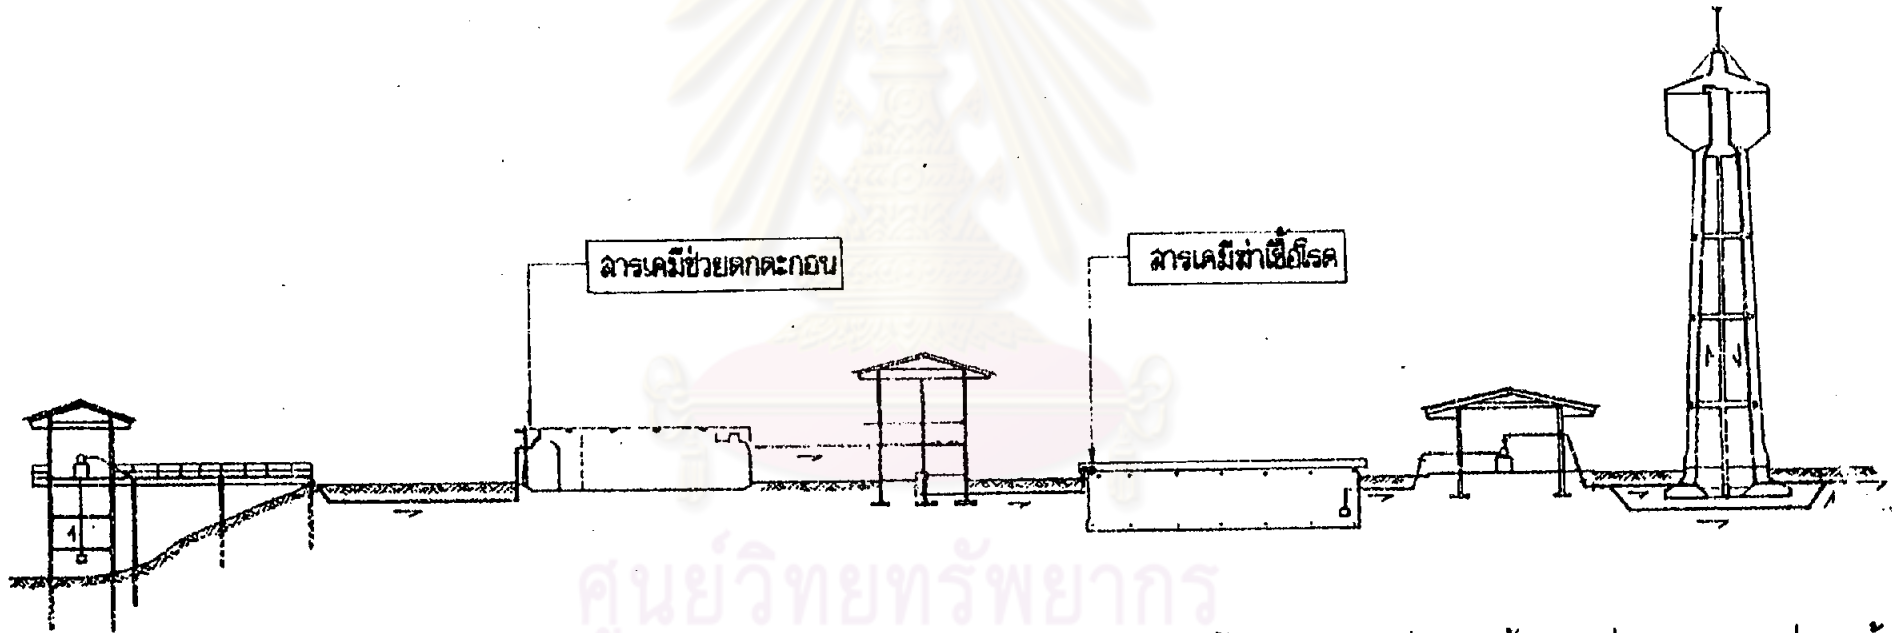 สารเคมีช่วยตกตะกอน
สารเคมีฆ่าเชื้อโรค
ศูนย์วิทยทรัพยากร